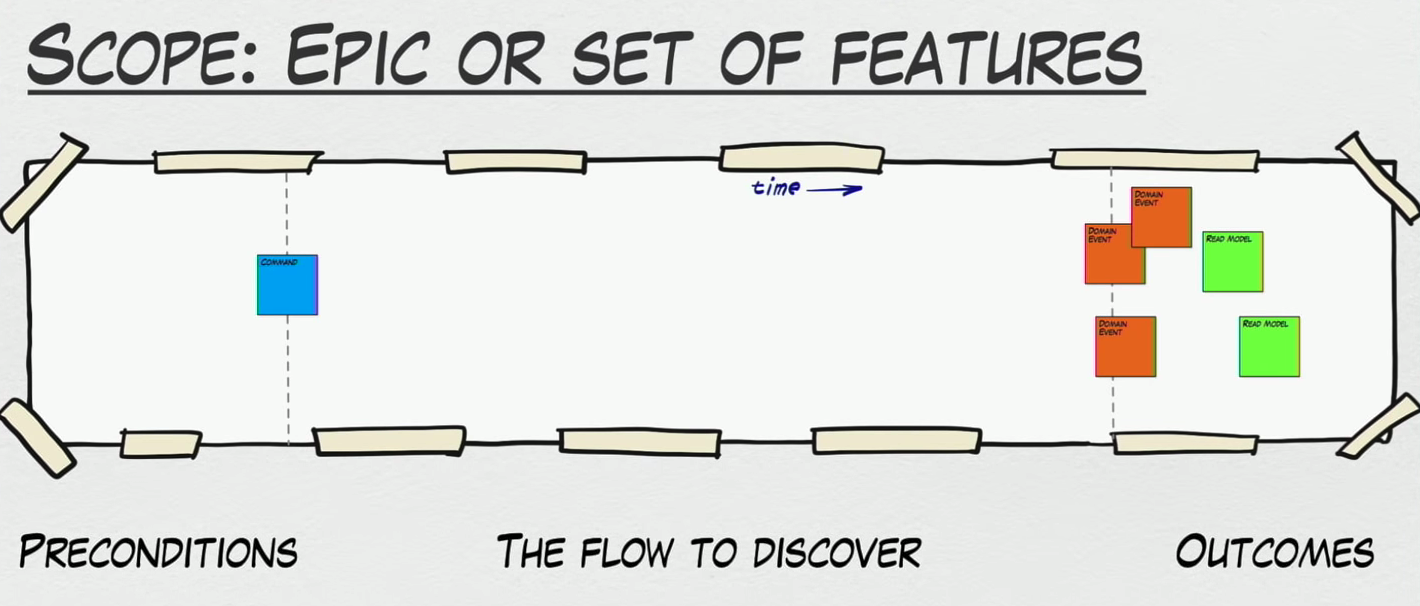 SCOPE: EPIC OR SET OF FEATURES
time
COMMAND
DOMAIN
EVENT
DOMAIN
EVENT
READ MODEL
DOMAIN
EVENT
READ MODEL
PRECONDITIONS
THE FLOW TO DISCOVER
OUTCOMES